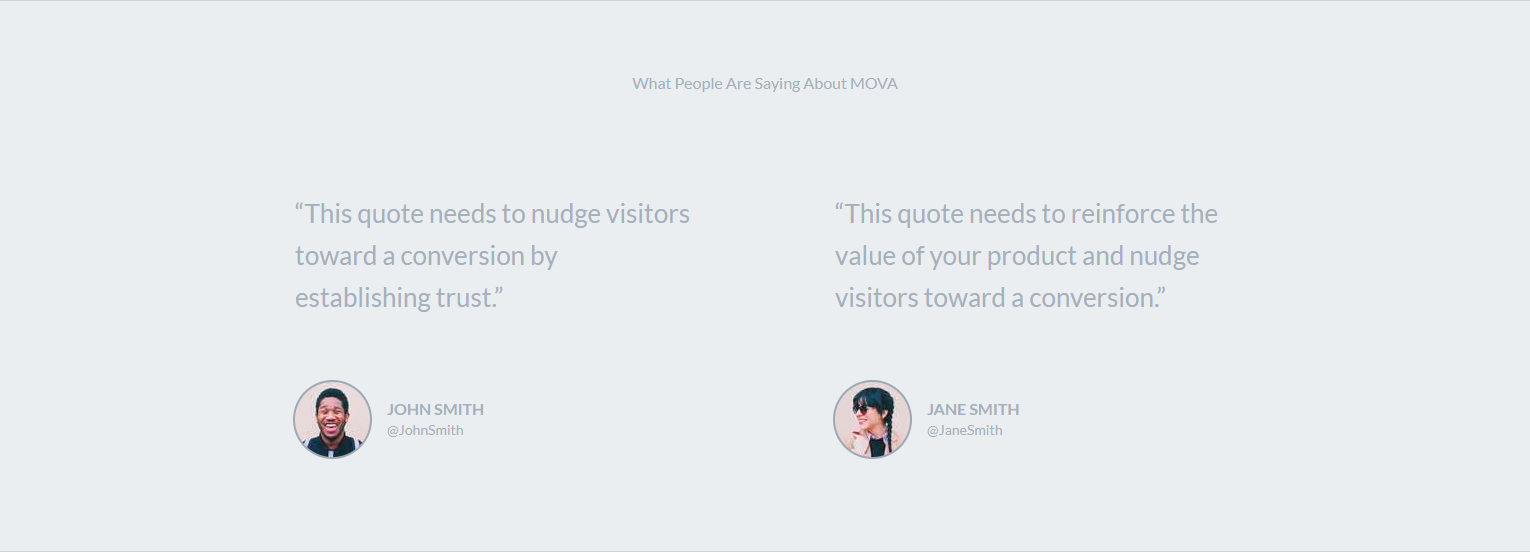 What People Are Saying About MOVA
“This quote needs to nudge visitors
toward a conversion by
establishing trust.”
JOHN SMITH
@JohnSmith
“This quote needs to reinforce the
value of your product and nudge
visitors toward a conversion.”
JANE SMITH
@JaneSmith